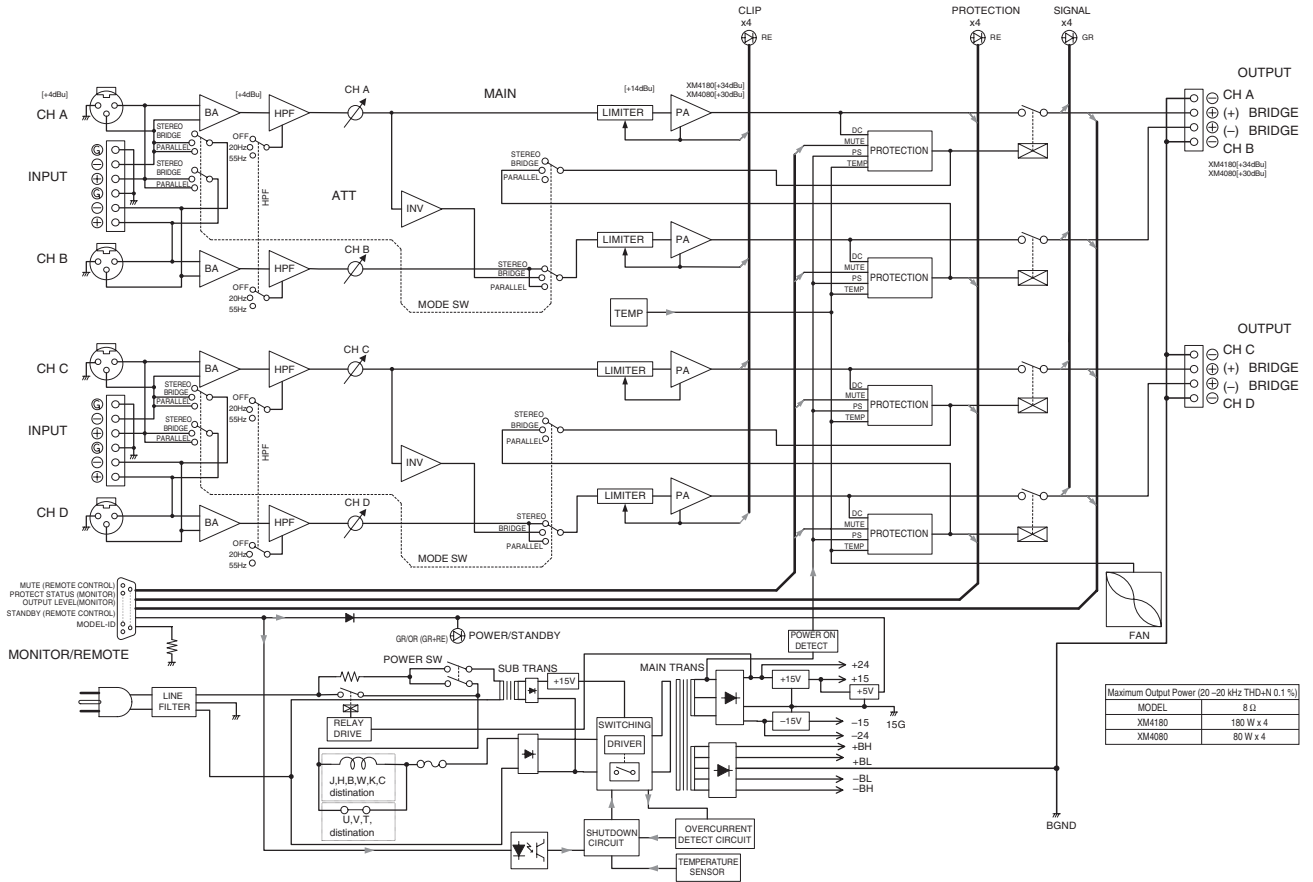 CLIP
x4
RE
PROTECTION
x4
RE
SIGNAL
x4
GR
[+4dBu]
CH A
BA
[+4dBu]
HPF
CH A
MAIN
[+14dBu]
LIMITER
XM4180[+34dBu]
XM4080[+30dBu]
PA
OUTPUT
CH A
(+) BRIDGE
(–) BRIDGE
CH B
XM4180[+34dBu]
XM4080[+30dBu]
STEREO
BRIDGE
PARALLEL
STEREO
BRIDGE
PARALLEL
OFF
20Hz
55Hz
HPF
INPUT
G
G
ATT
INV
STEREO
BRIDGE
PARALLEL
DC
MUTE
PS
TEMP
PROTECTION
CH B
BA
HPF
CH B
OFF
20Hz
55Hz
MODE SW
STEREO
BRIDGE
PARALLEL
LIMITER
PA
DC
MUTE
PS
TEMP
PROTECTION
TEMP
CH C
BA
HPF
CH C
LIMITER
PA
OUTPUT
CH C
(+) BRIDGE
(–) BRIDGE
CH D
STEREO
BRIDGE
PARALLEL
STEREO
BRIDGE
PARALLEL
OFF
20Hz
55Hz
HPF
INPUT
G
G
INV
STEREO
BRIDGE
PARALLEL
DC
MUTE
PS
TEMP
PROTECTION
CH D
BA
HPF
CH D
OFF
20Hz
55Hz
MODE SW
STEREO
BRIDGE
PARALLEL
LIMITER
PA
DC
MUTE
PS
TEMP
PROTECTION
MUTE (REMOTE CONTROL)
PROTECT STATUS (MONITOR)
OUTPUT LEVEL(MONITOR)
STANDBY (REMOTE CONTROL)
MODEL-ID
MONITOR/REMOTE
GR/OR (GR+RE)
POWER/STANDBY
POWER ON
DETECT
FAN
POWER SW
SUB TRANS
+15V
MAIN TRANS
LINE
FILTER
RELAY
DRIVE
SWITCHING
DRIVER
+15V
–15V
+5V
+24
+15
15G
–15
–24
+BH
+BL
–BL
–BH
J,H,B,W,K,C
distination
U,V,T,
distination
SHUTDOWN
CIRCUIT
OVERCURRENT
DETECT CIRCUIT
TEMPERATURE
SENSOR
BGND
Maximum Output Power (20 –20 kHz THD+N 0.1 %)
MODEL 8 Ω
XM4180 180 W x 4
XM4080 80 W x 4